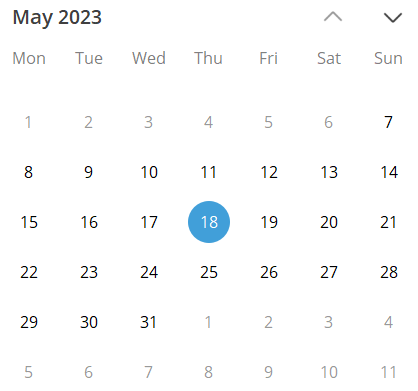 May 2023
Mon Tue Wed Thu Fri Sat Sun
1 2 3 4 5 6 7
8 9 10 11 12 13 14
15 16 17 18 19 20 21
22 23 24 25 26 27 28
29 30 31 1 2 3 4
5 6 7 8 9 10 11